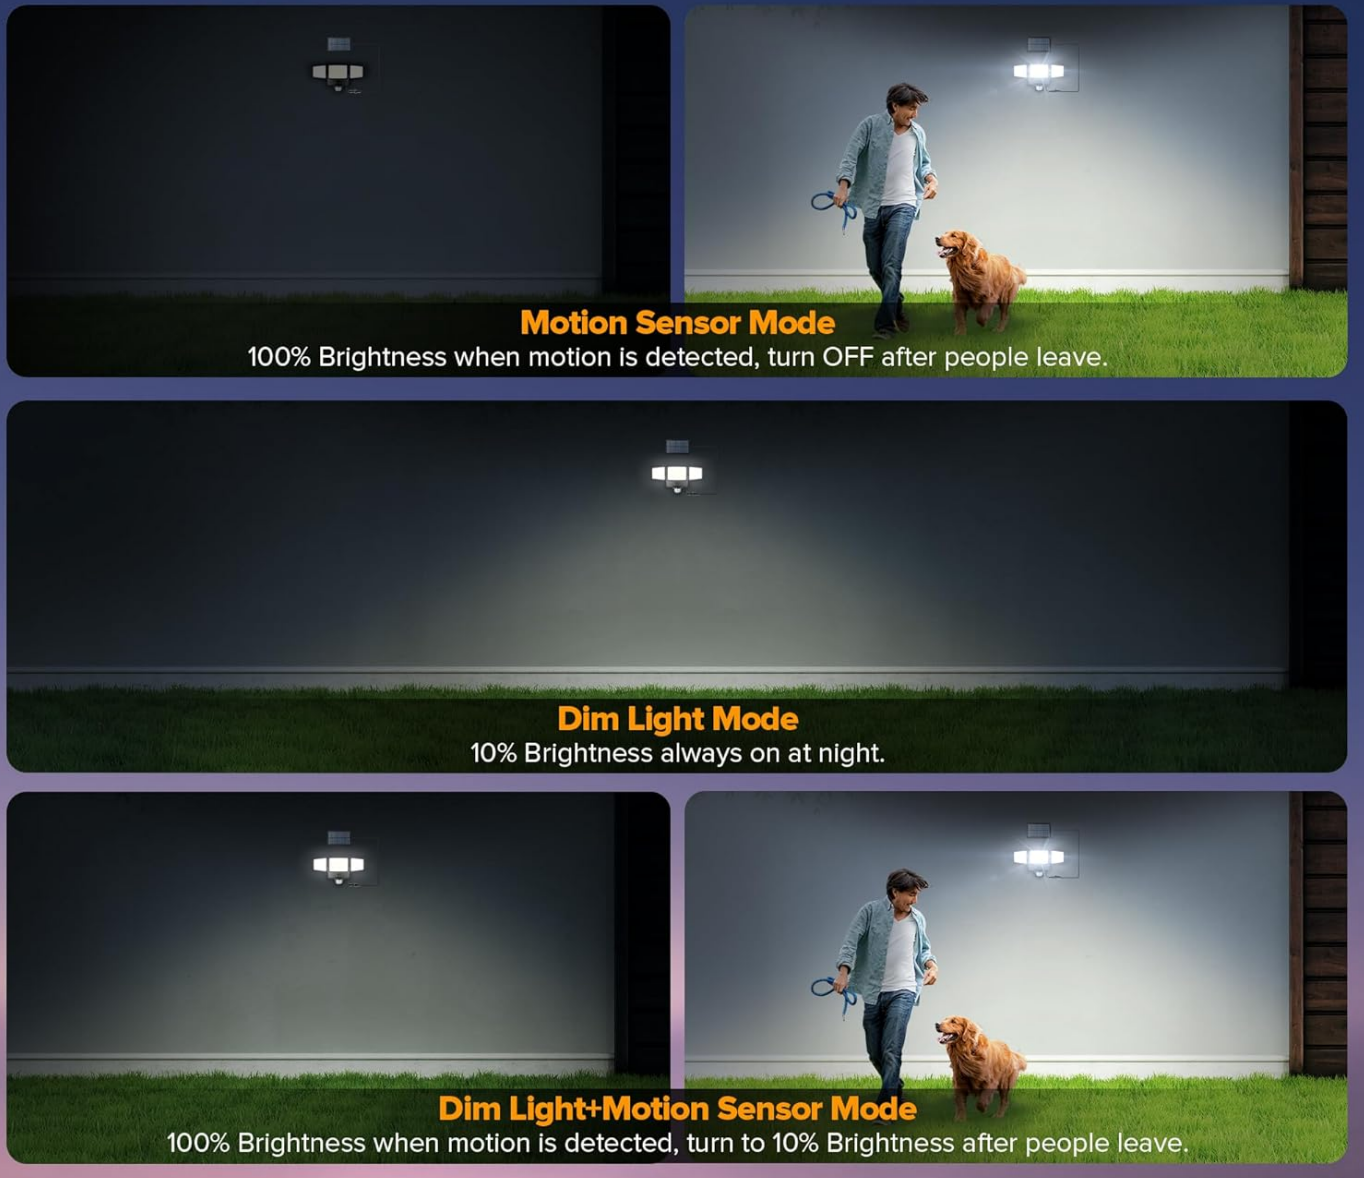 Motion Sensor Mode
100% Brightness when motion is detected, turn OFF after people leave.
Dim Light Mode
10% Brightness always on at night.
Dim Light+Motion Sensor Mode
100% Brightness when motion is detected, turn to 10% Brightness after people leave.